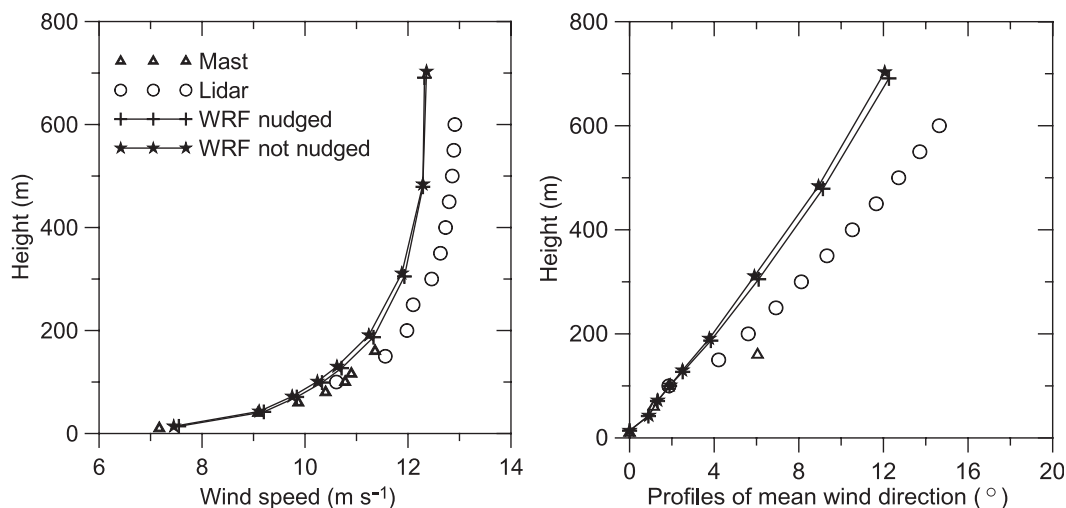 800
600
400
200
0
Height (m)
Mast
Lidar
WRF nudged
WRF not nudged
6 8 10 12 14
Wind speed (m s-1)
800
600
400
200
0
Height (m)
0 4 8 12 16 20
Profiles of mean wind direction (°)